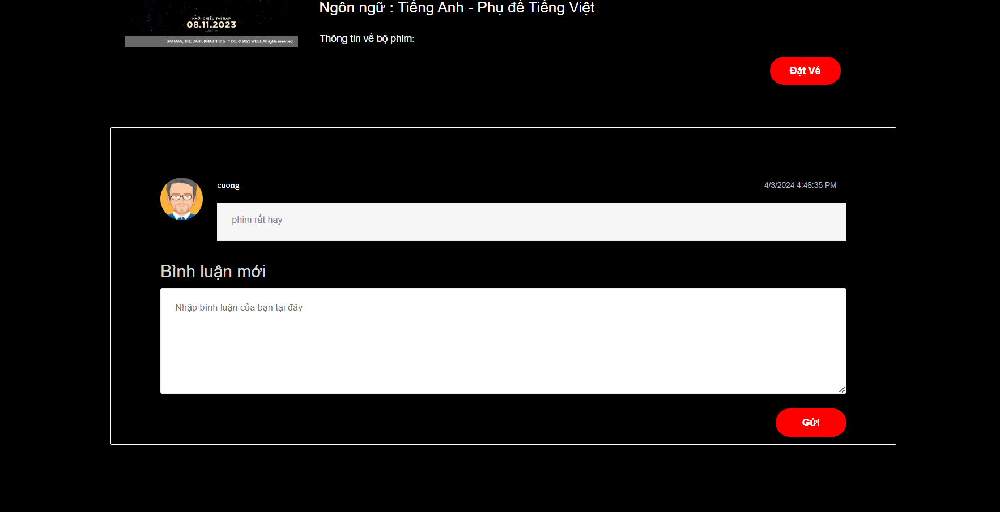 Ngôn ngữ : Tiếng Anh - Phụ đề Tiếng Việt
KHỞI CHIẾU TẠI RẠP
08.11.2023
BATMAN, THE DARK KNIGHT © & ™ DC. © 2023 WBEI. All rights reserved.
Thông tin về bộ phim:
Đặt Vé
cuong
4/3/2024 4:46:35 PM
phim rất hay
Bình luận mới
Nhập bình luận của bạn tại đây
Gửi